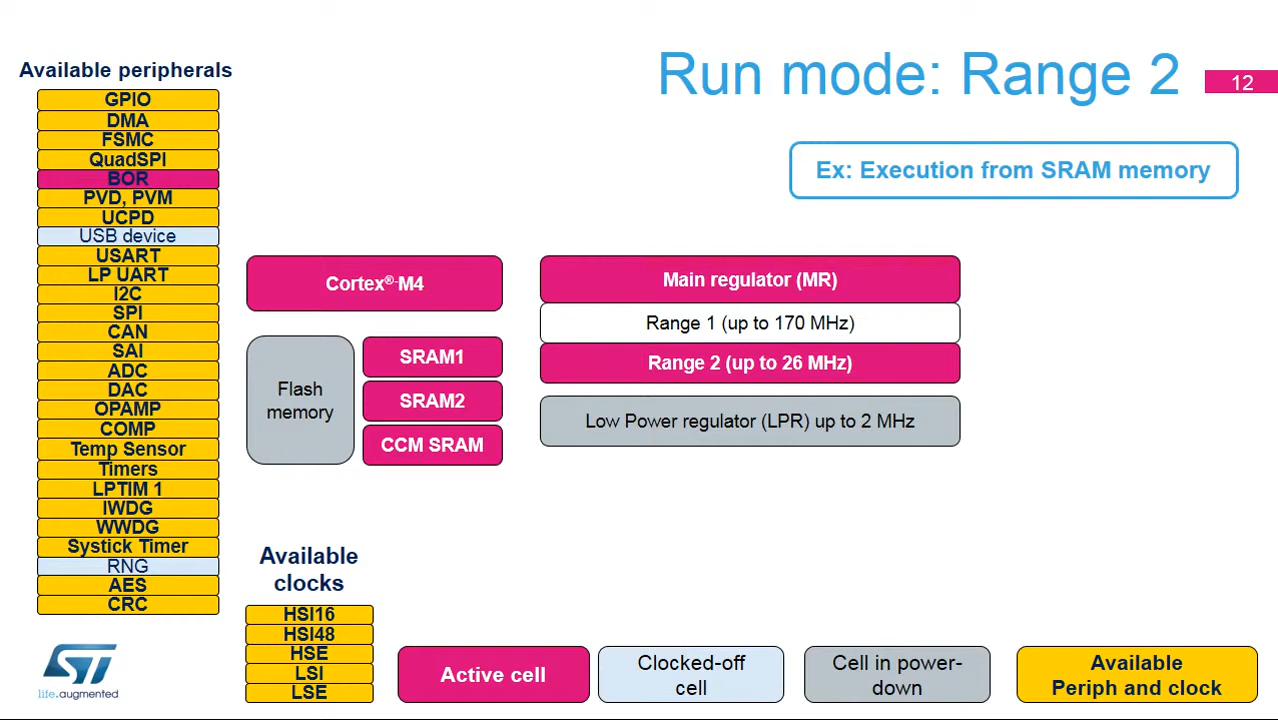 Run mode: Range 2
12
Available peripherals
GPIO
DMA
FSMC
QuadSPI
BOR
PVD, PVM
UCPD
USB device
USART
LP UART
I2C
SPI
CAN
SAI
ADC
DAC
OPAMP
COMP
Temp Sensor
Timers
LPTIM 1
IWDG
WWDG
Systick Timer
RNG
AES
CRC
Ex: Execution from SRAM memory
Cortex®-M4
Flash
memory
SRAM1
SRAM2
CCM SRAM
Main regulator (MR)
Range 1 (up to 170 MHz)
Range 2 (up to 26 MHz)
Low Power regulator (LPR) up to 2 MHz
Available
clocks
HSI16
HSI48
HSE
LSI
LSE
Active cell
Clocked-off
cell
Cell in power-
down
Available
Periph and clock
ST
life.augmented